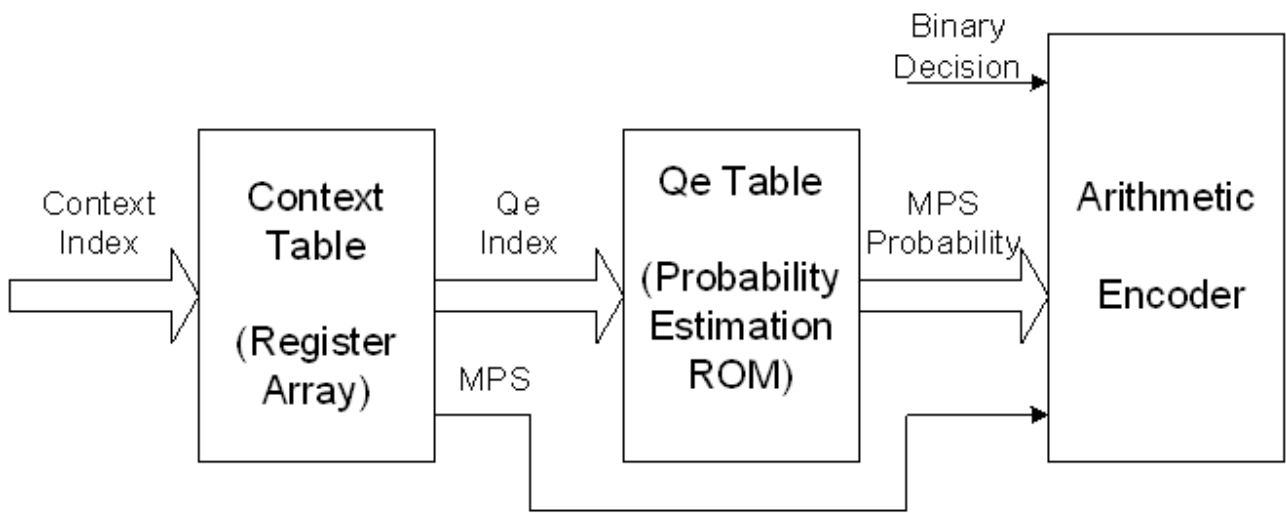 Binary
Decision
Context
Index
Context
Table
(Register
Array)
Qe
Index
MPS
Qe Table
(Probability
Estimation
ROM)
MPS
Probability
Arithmetic
Encoder